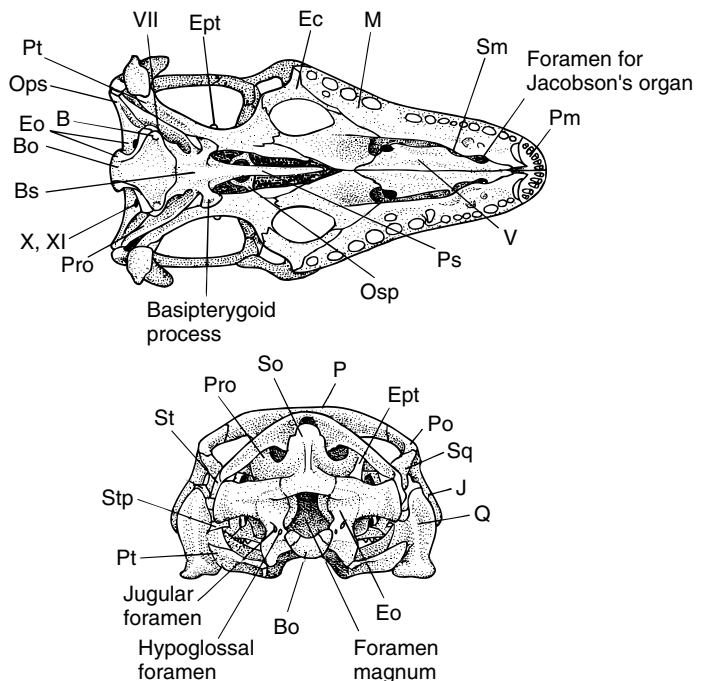 VII
Ept
Ec
M
Sm
Foramen for
Jacobson's organ
Pm
Pt
Ops
Eo
B
Bo
Bs
X, XI
Pro
Basipterygoid
process
Osp
Ps
V
So
P
Pro
Ept
St
Po
Sq
J
Stp
Q
Pt
Jugular
foramen
Hypoglossal
foramen
Bo
Eo
Foramen
magnum